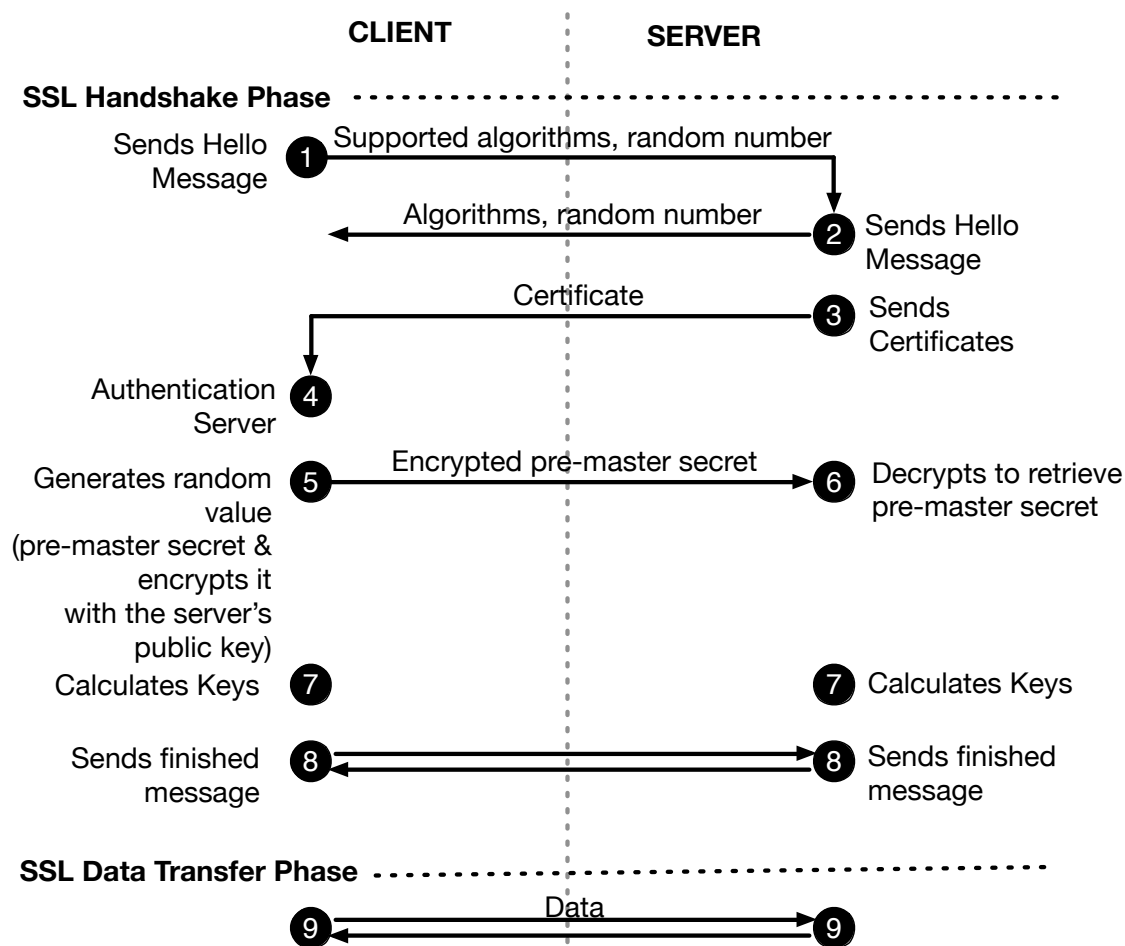 CLIENT
SERVER
SSL Handshake Phase
Sends Hello
Message
1
Supported algorithms, random number
Algorithms, random number
2
Sends Hello
Message
Certificate
3
Sends
Certificates
Authentication
Server
4
Generates random
value
(pre-master secret &
encrypts it
with the server's
public key)
5
Encrypted pre-master secret
6
Decrypts to retrieve
pre-master secret
Calculates Keys
7
7
Calculates Keys
Sends finished
message
8
8
Sends finished
message
SSL Data Transfer Phase
9
Data
9